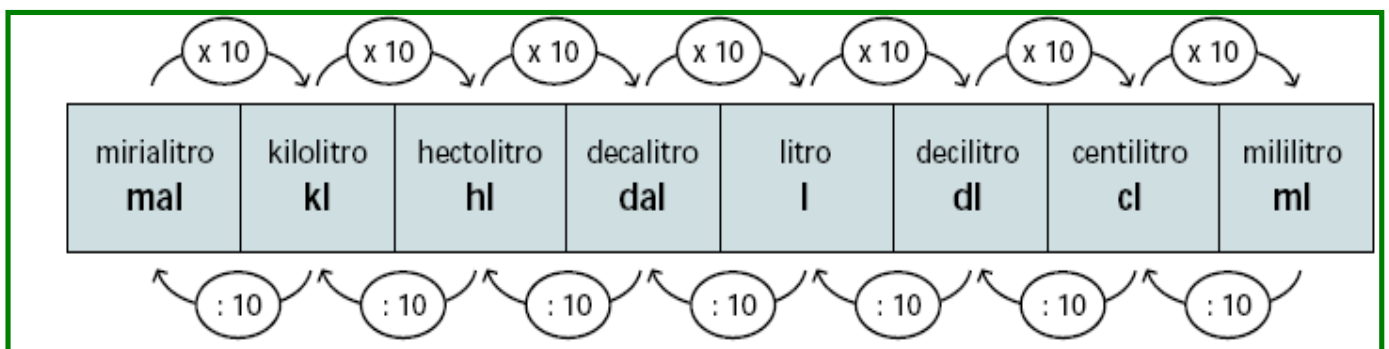 x 10 x 10 x 10 x 10 x 10 x 10 x 10
mirialitro kilolitro hectolitro decalitro litro decilitro centilitro mililitro
mal kl hl dal l dl cl ml
: 10 : 10 : 10 : 10 : 10 : 10 : 10